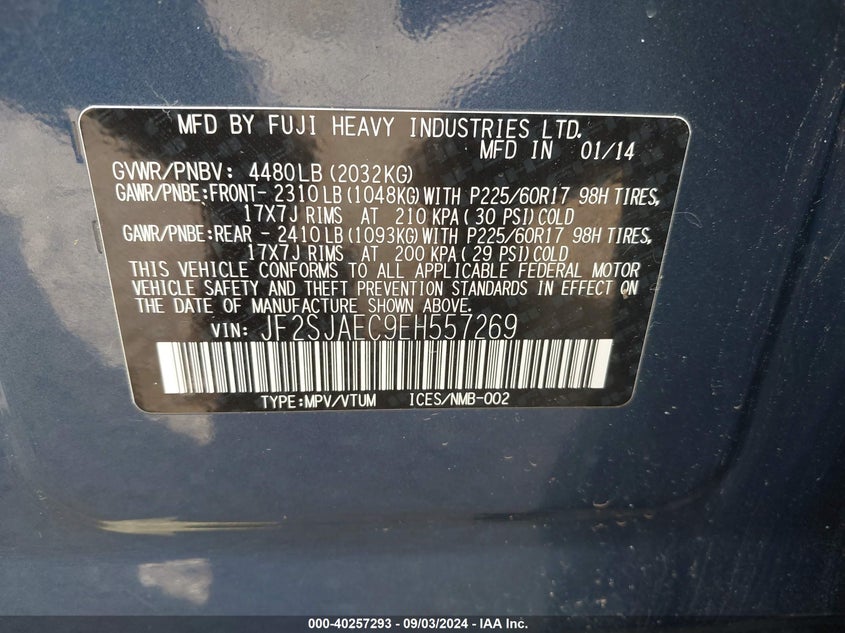 MFD BY FUJI HEAVY INDUSTRIES LTD.
MFD IN 01/14
GVWR/PNBV: 4480LB (2032KG)
GAWR/PNBE:FRONT- 2310 LB (1048KG) WITH P225/60R17 98H TIRES,
17X7J RIMS AT 210 KPA ( 30 PSI) COLD
GAWR/PNBE:REAR - 2410 LB (1093KG) WITH P225/60R17 98H TIRES,
17X7J RIMS AT 200 KPA ( 29 PSI) COLD
THIS VEHICLE CONFORMS TO ALL APPLICABLE FEDERAL MOTOR
VEHICLE SAFETY AND THEFT PREVENTION STANDARDS IN EFFECT ON
THE DATE OF MANUFACTURE SHOWN ABOVE.
VIN: JF2SJAEC9EH557269
TYPE:MPV/VTUM ICES/NMB-002
000-40257293 - 09/03/2024 - IAA Inc.